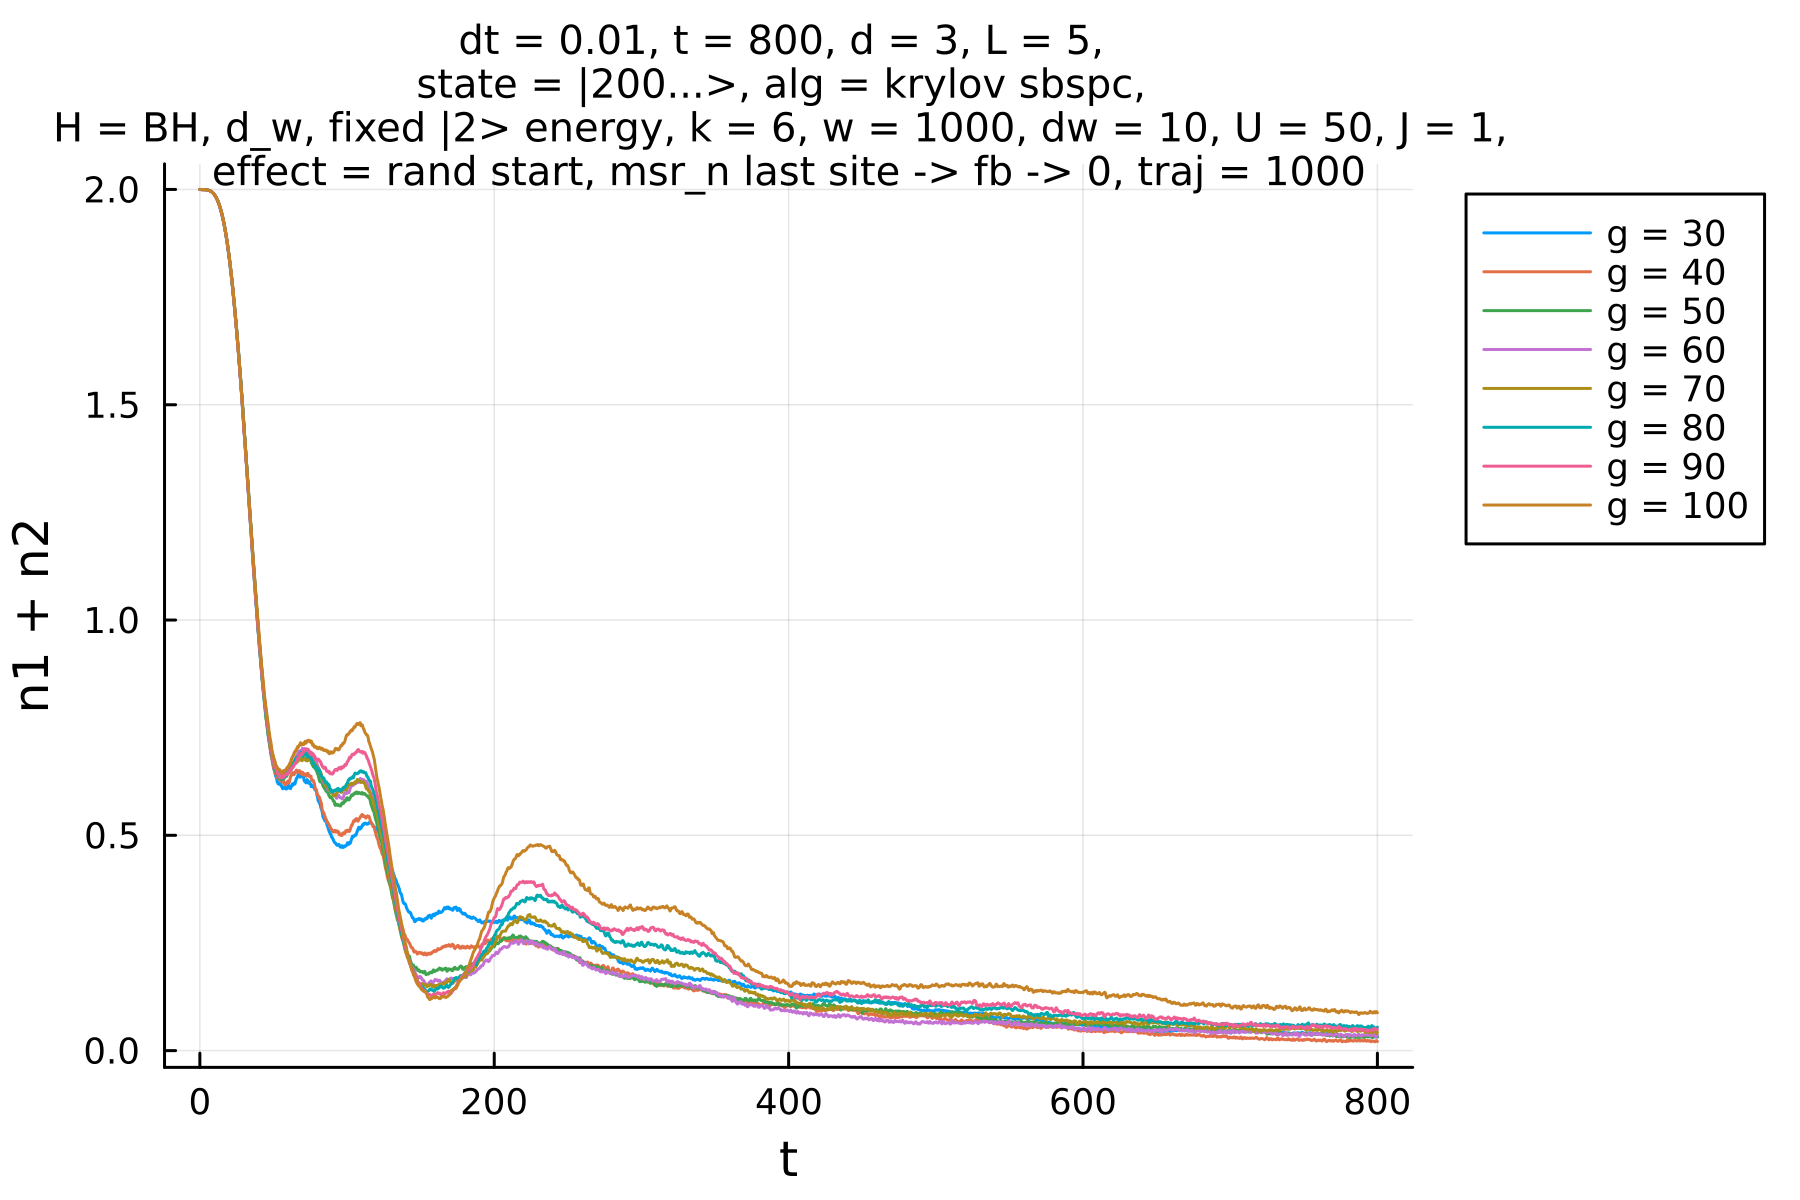 dt = 0.01, t = 800, d = 3, L = 5,
state = |200...>, alg = krylov sbspc,
H = BH, d_w, fixed |2> energy, k = 6, w = 1000, dw = 10, U = 50, J = 1,
effect = rand start, msr_n last site -> fb -> 0, traj = 1000
n1 + n2
2.0
1.5
1.0
0.5
0.0
0
200
400
600
800
t
g = 30
g = 40
g = 50
g = 60
g = 70
g = 80
g = 90
g = 100